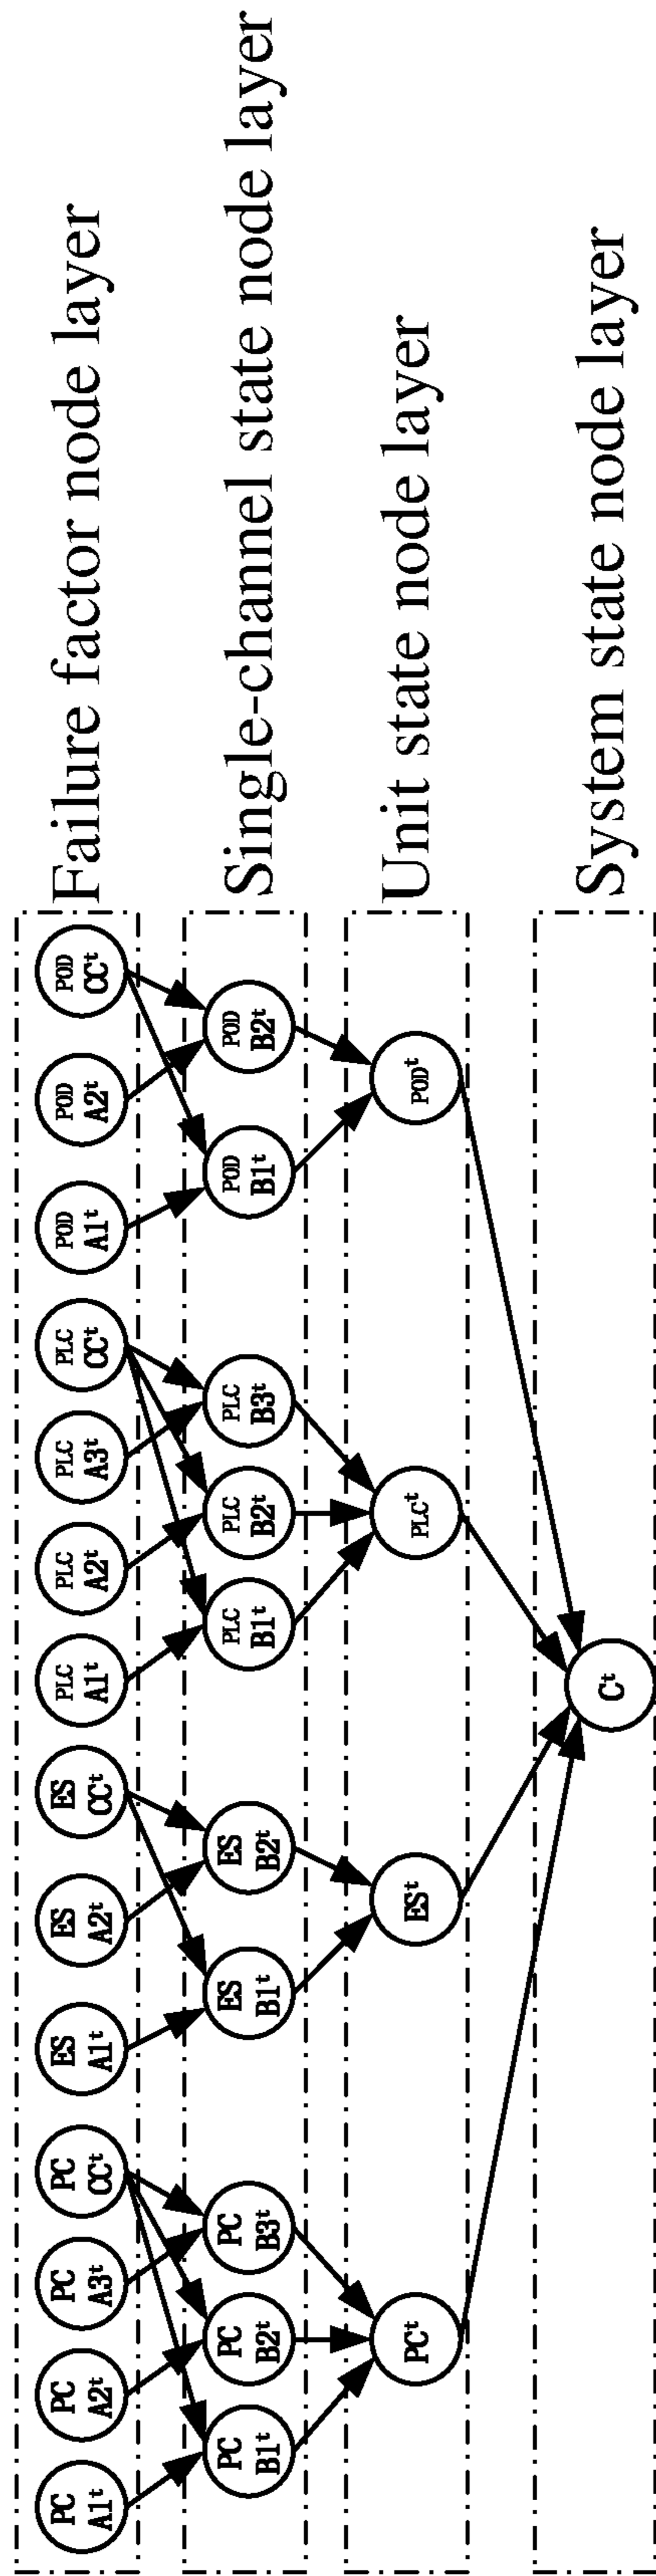 PC
A1ᵗ
PC
A2ᵗ
PC
A3ᵗ
PC
CCᵗ
ES
A1ᵗ
ES
A2ᵗ
ES
CCᵗ
PLC
A1ᵗ
PLC
A2ᵗ
PLC
A3ᵗ
PLC
CCᵗ
POD
A1ᵗ
POD
A2ᵗ
POD
CCᵗ
Failure factor node layer
PC
B1ᵗ
PC
B2ᵗ
PC
B3ᵗ
ES
B1ᵗ
ES
B2ᵗ
PLC
B1ᵗ
PLC
B2ᵗ
PLC
B3ᵗ
POD
B1ᵗ
POD
B2ᵗ
Single-channel state node layer
PCᵗ
ESᵗ
PLCᵗ
PODᵗ
Unit state node layer
Cᵗ
System state node layer